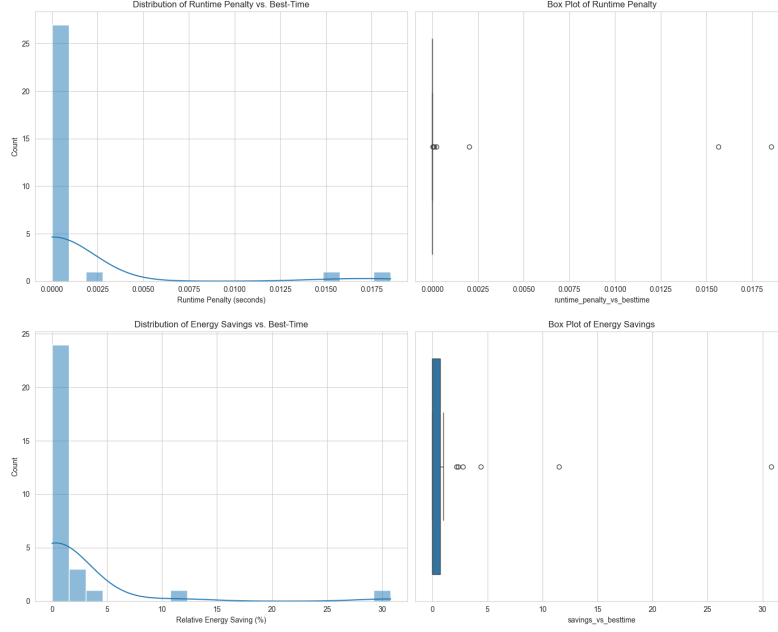 Distribution of Runtime Penalty vs. Best-Time
Count
25
20
15
10
5
0
0.0000 0.0025 0.0050 0.0075 0.0100 0.0125 0.0150 0.0175
Runtime Penalty (seconds)
Box Plot of Runtime Penalty
0.0000 0.0025 0.0050 0.0075 0.0100 0.0125 0.0150 0.0175
runtime_penalty_vs_besttime
Distribution of Energy Savings vs. Best-Time
Count
25
20
15
10
5
0
0 5 10 15 20 25 30
Relative Energy Saving (%)
Box Plot of Energy Savings
0 5 10 15 20 25 30
savings_vs_besttime